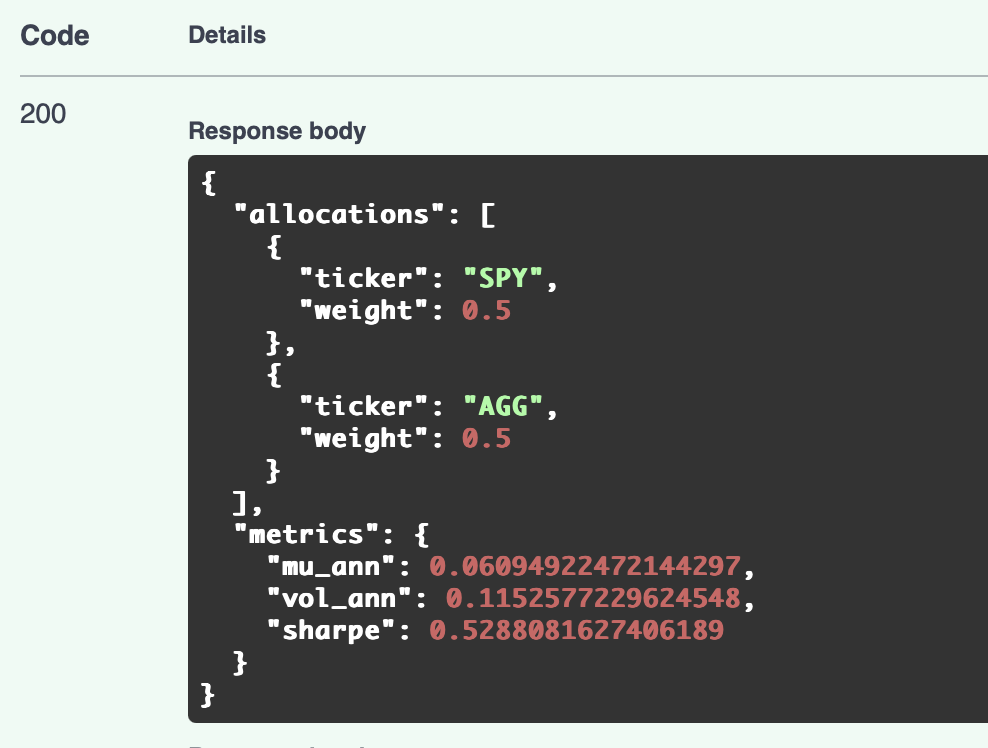 Code Details
200
Response body
{
  "allocations": [
    {
      "ticker": "SPY",
      "weight": 0.5
    },
    {
      "ticker": "AGG",
      "weight": 0.5
    }
  ],
  "metrics": {
    "mu_ann": 0.06094922472144297,
    "vol_ann": 0.1152577229624548,
    "sharpe": 0.5288081627406189
  }
}